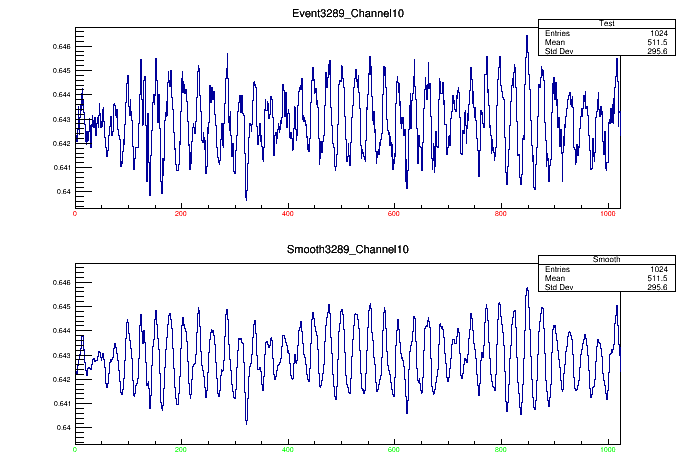 Event3289_Channel10
Test
Entries 1024
Mean 511.5
Std Dev 295.6
0.646
0.645
0.644
0.643
0.642
0.641
0.64
0 200 400 600 800 1000
Smooth3289_Channel10
Smooth
Entries 1024
Mean 511.5
Std Dev 295.6
0.646
0.645
0.644
0.643
0.642
0.641
0.64
0 200 400 600 800 1000